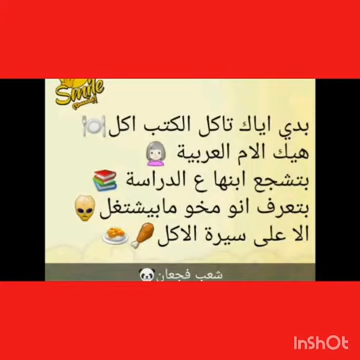 Smile
بدي اياك تاكل الكتب اكل🍽️
هيك الام العربية 👩‍🦳
بتشجع ابنها ع الدراسة 📚
بتعرف انو مخو مابيشتغل👽
الا على سيرة الاكل🍗🍛
شعب فجعان🐼
InShOt